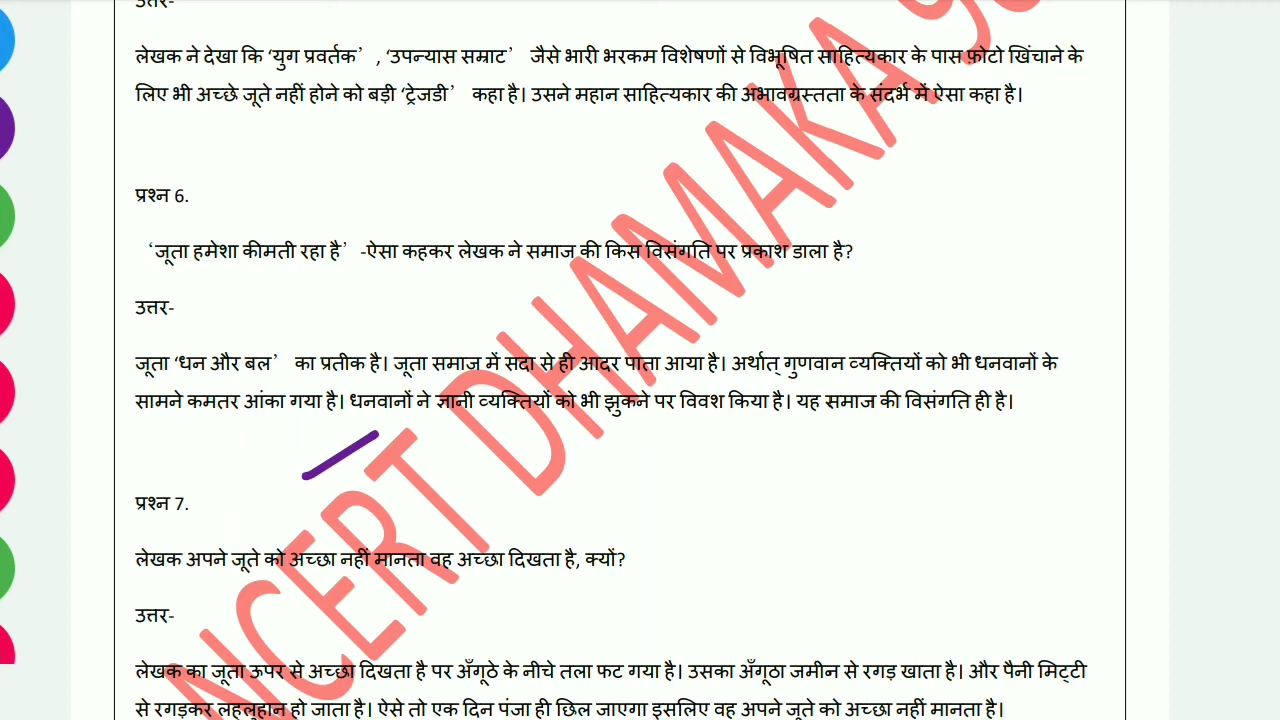 उत्तर-
लेखक ने देखा कि ‘युग प्रवर्तक’ , ‘उपन्यास सम्राट’ जैसे भारी भरकम विशेषणों से विभूषित साहित्यकार के पास फ़ोटो खिंचाने के
लिए भी अच्छे जूते नहीं होने को बड़ी ‘ट्रेजडी’ कहा है। उसने महान साहित्यकार की अभावग्रस्तता के संदर्भ में ऐसा कहा है।
प्रश्न 6.
‘जूता हमेशा कीमती रहा है’ -ऐसा कहकर लेखक ने समाज की किस विसंगति पर प्रकाश डाला है?
उत्तर-
जूता ‘धन और बल’ का प्रतीक है। जूता समाज में सदा से ही आदर पाता आया है। अर्थात् गुणवान व्यक्तियों को भी धनवानों के
सामने कमतर आंका गया है। धनवानों ने ज्ञानी व्यक्तियों को भी झुकने पर विवश किया है। यह समाज की विसंगति ही है।
प्रश्न 7.
लेखक अपने जूते को अच्छा नहीं मानता वह अच्छा दिखता है, क्यों?
उत्तर-
लेखक का जूता ऊपर से अच्छा दिखता है पर अँगूठे के नीचे तला फट गया है। उसका अँगूठा जमीन से रगड़ खाता है। और पैनी मिट्टी
से रगड़कर लहूलुहान हो जाता है। ऐसे तो एक दिन पंजा ही छिल जाएगा इसलिए वह अपने जूते को अच्छा नहीं मानता है।
NCERT DHAMAKA